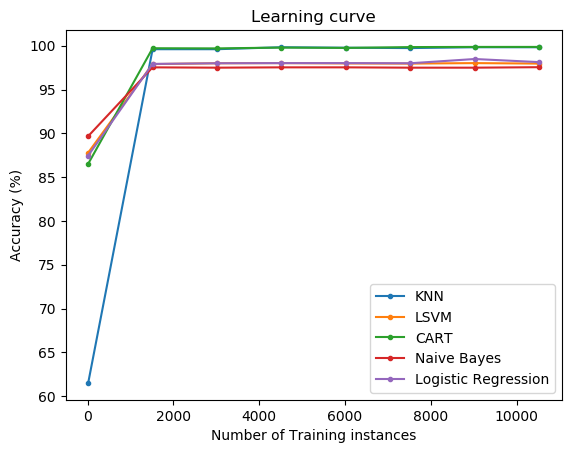 Learning curve
100
95
90
85
80
75
70
65
60
Accuracy (%)
KNN
LSVM
CART
Naive Bayes
Logistic Regression
0 2000 4000 6000 8000 10000
Number of Training instances